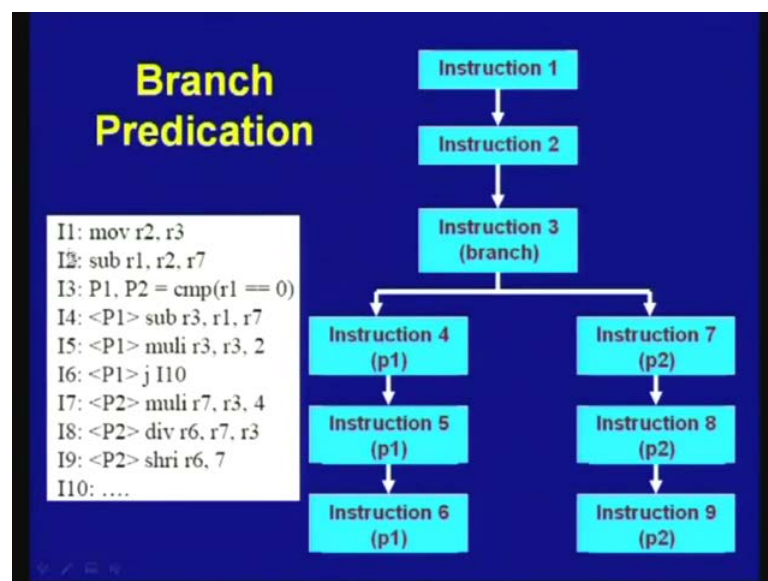 Branch
Predication
I1: mov r2, r3
I2: sub r1, r2, r7
I3: P1, P2 = cmp(r1 == 0)
I4: <P1> sub r3, r1, r7
I5: <P1> muli r3, r3, 2
I6: <P1> j I10
I7: <P2> muli r7, r3, 4
I8: <P2> div r6, r7, r3
I9: <P2> shri r6, 7
I10: ....
Instruction 1
Instruction 2
Instruction 3
(branch)
Instruction 4
(p1)
Instruction 7
(p2)
Instruction 5
(p1)
Instruction 8
(p2)
Instruction 6
(p1)
Instruction 9
(p2)